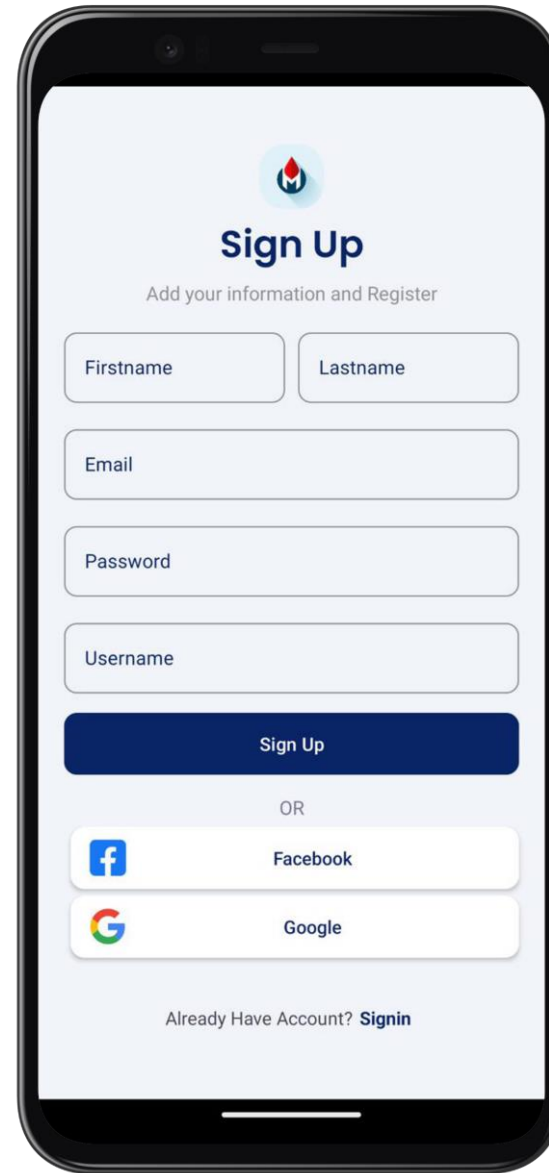 Sign Up
Add your information and Register
Firstname Lastname
Email
Password
Username
Sign Up
OR
Facebook
Google
Already Have Account? Signin